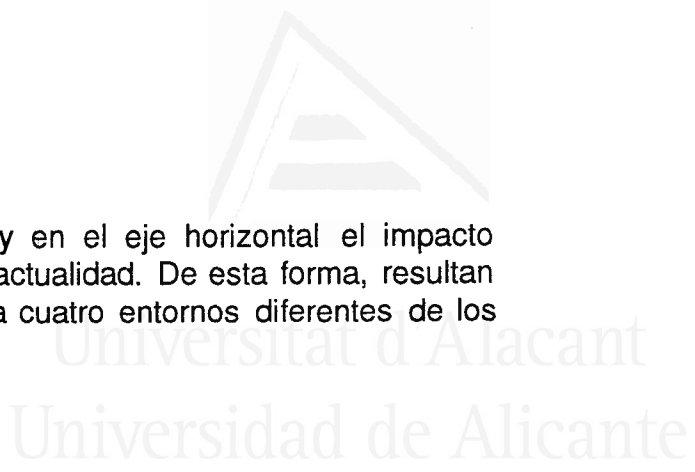 y en el eje horizontal el impacto
actualidad. De esta forma, resultan
a cuatro entornos diferentes de los
Universitat d'Alacant
Universidad de Alicante